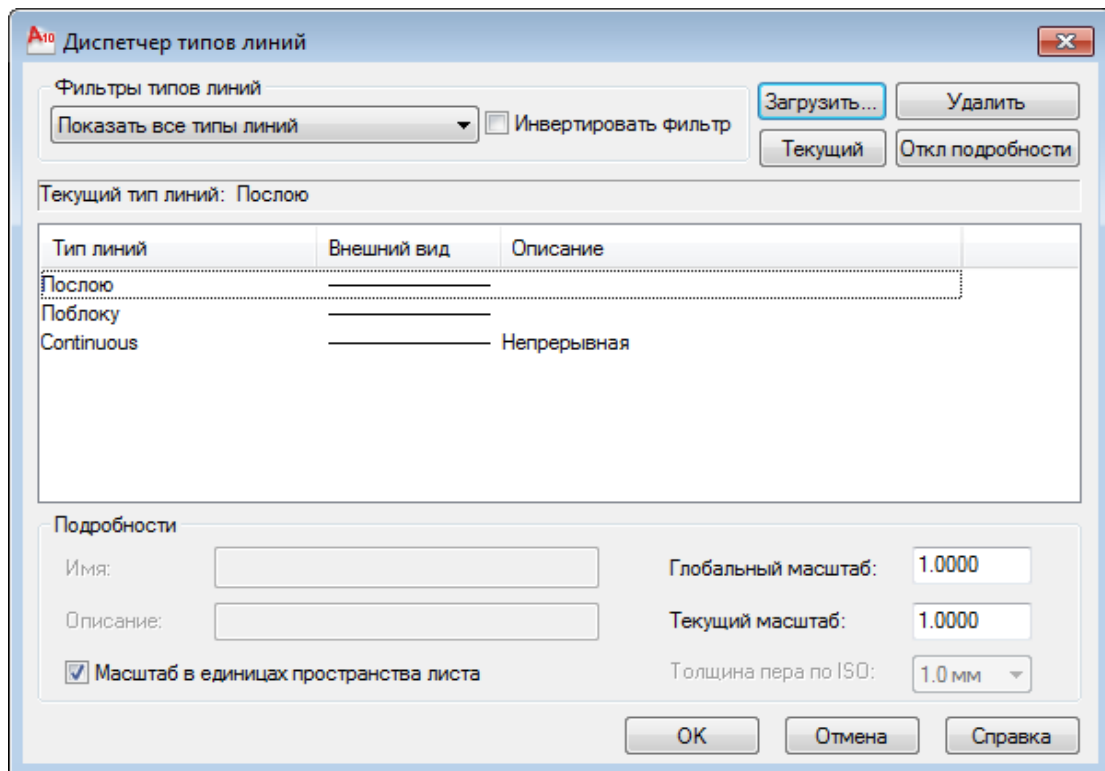 A10 Диспетчер типов линий
Фильтры типов линий
Показать все типы линий
Инвертировать фильтр
Загрузить...
Удалить
Текущий
Откл подробности
Текущий тип линий: Послою
Тип линий Внешний вид Описание
Послою
Поблоку
Continuous Непрерывная
Подробности
Имя:
Глобальный масштаб: 1.0000
Описание:
Текущий масштаб: 1.0000
Масштаб в единицах пространства листа
Толщина пера по ISO: 1.0 мм
OK Отмена Справка